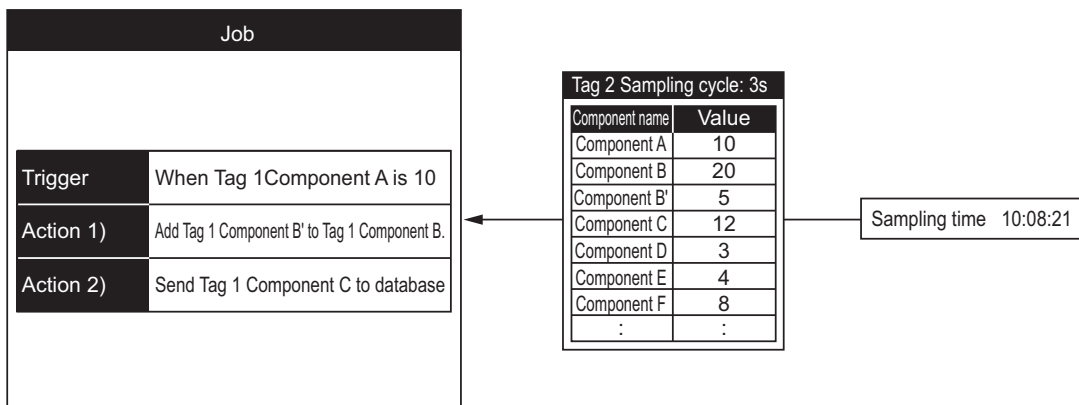 Job
Trigger When Tag 1Component A is 10
Action 1) Add Tag 1 Component B' to Tag 1 Component B.
Action 2) Send Tag 1 Component C to database
Tag 2 Sampling cycle: 3s
Component name Value
Component A 10
Component B 20
Component B' 5
Component C 12
Component D 3
Component E 4
Component F 8
: :
Sampling time 10:08:21